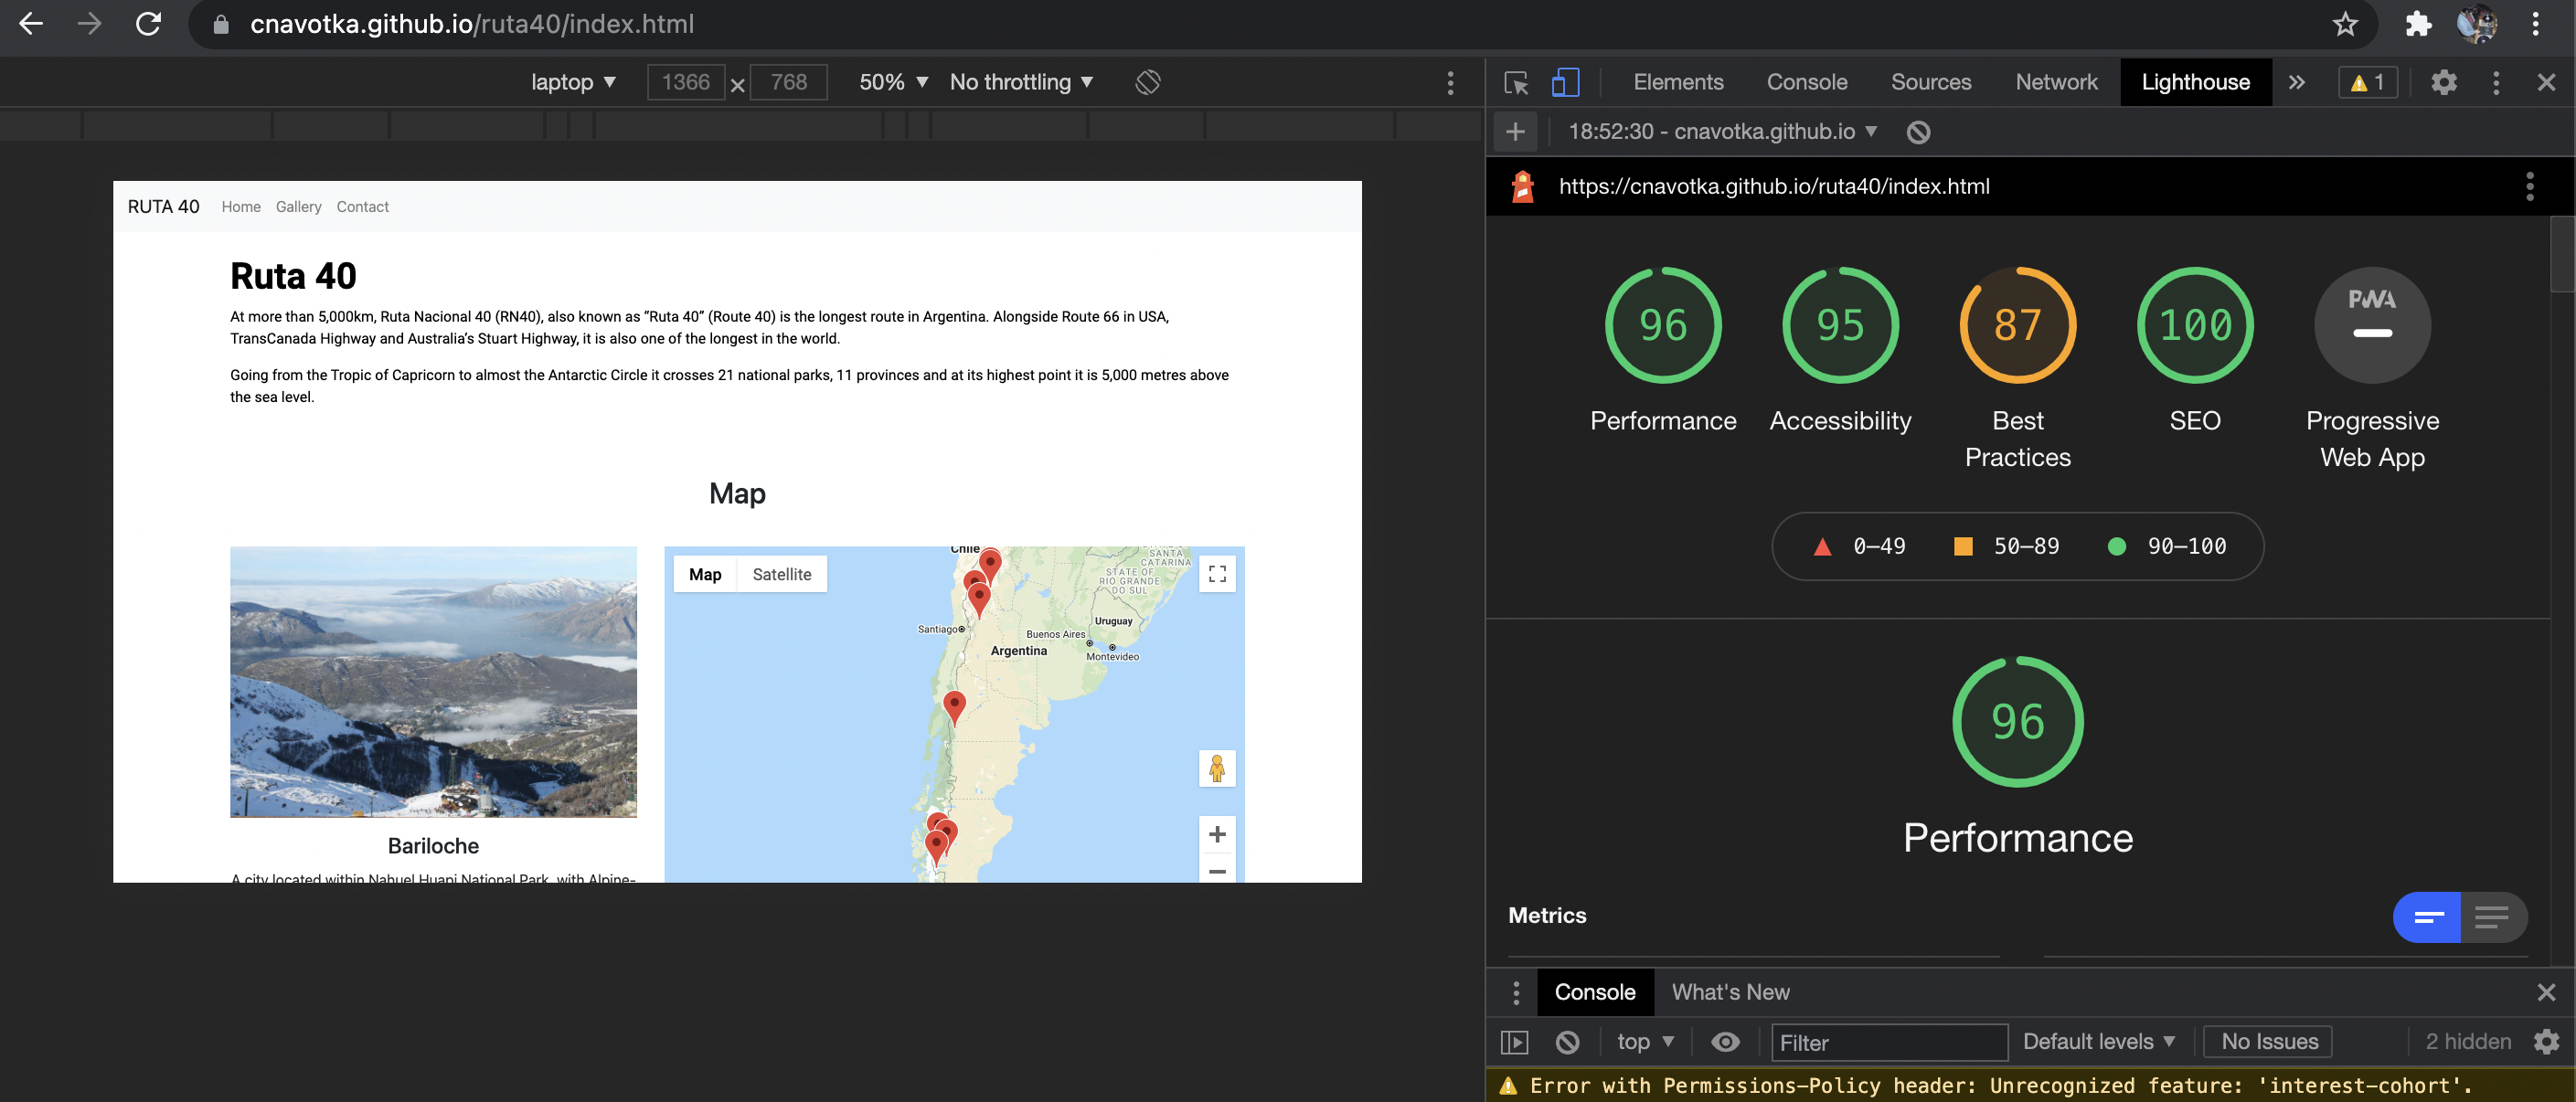 cnavotka.github.io/ruta40/index.html
laptop 1366 × 768 50% No throttling
Elements Console Sources Network Lighthouse » 1
18:52:30 - cnavotka.github.io
https://cnavotka.github.io/ruta40/index.html
RUTA 40 Home Gallery Contact
Ruta 40
At more than 5,000km, Ruta Nacional 40 (RN40), also known as “Ruta 40” (Route 40) is the longest route in Argentina. Alongside Route 66 in USA,
TransCanada Highway and Australia’s Stuart Highway, it is also one of the longest in the world.
Going from the Tropic of Capricorn to almost the Antarctic Circle it crosses 21 national parks, 11 provinces and at its highest point it is 5,000 metres above
the sea level.
Map
Map Satellite
Chile
SANTA
CATARINA
STATE OF
RIO GRANDE
DO SUL
Uruguay
Santiago
Buenos Aires
Argentina
Montevideo
Bariloche
A city located within Nahuel Huapi National Park, with Alpine-
96 95 87 100 PWA
Performance Accessibility Best
Practices SEO Progressive
Web App
0–49 50–89 90–100
96
Performance
Metrics
Console What's New
top Filter Default levels No Issues 2 hidden
Error with Permissions-Policy header: Unrecognized feature: 'interest-cohort'.